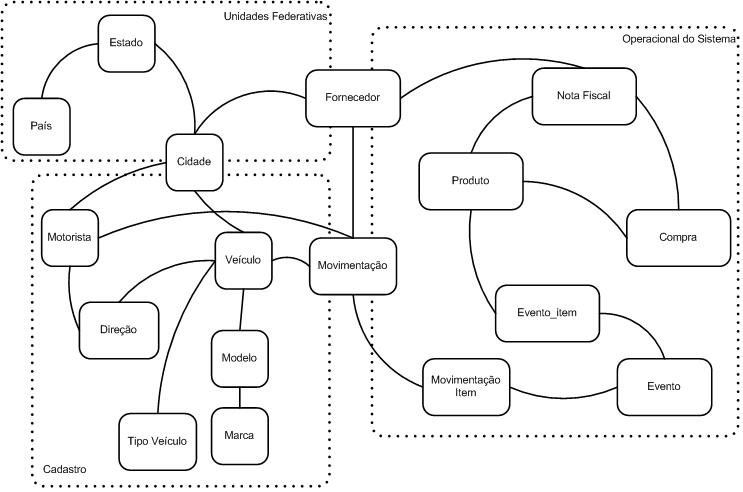 Unidades Federativas
Estado
Operacional do Sistema
Fornecedor
Nota Fiscal
País
Cidade
Produto
Motorista
Veículo
Movimentação
Compra
Direção
Evento_item
Modelo
Movimentação
Item
Evento
Tipo Veículo
Marca
Cadastro